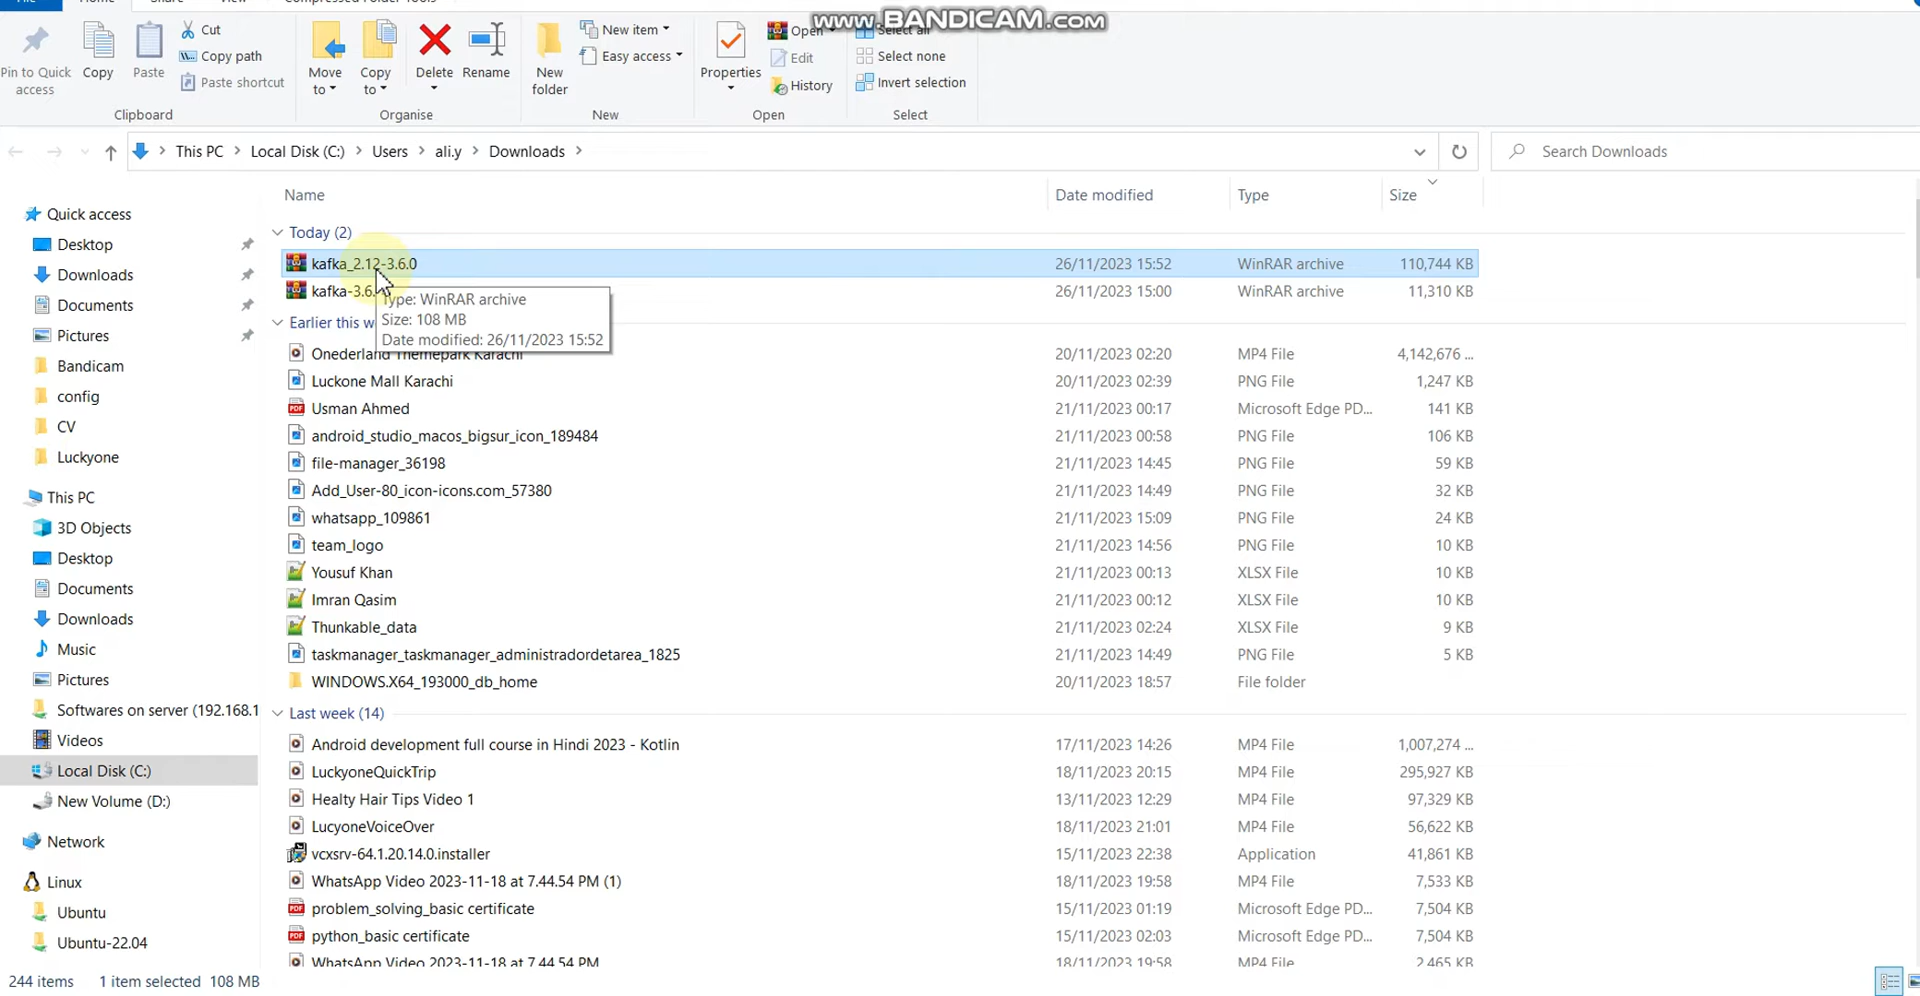 File Home Share View Compressed Folder Tools
www.BANDICAM.com
Pin to Quick access
Copy
Paste
Cut
Copy path
Paste shortcut
Move to
Copy to
Delete
Rename
New folder
New item
Easy access
Properties
Open
Edit
History
Select all
Select none
Invert selection
Clipboard Organise New Open Select
This PC > Local Disk (C:) > Users > ali.y > Downloads >
Search Downloads
Name Date modified Type Size
Today (2)
kafka_2.12-3.6.0 26/11/2023 15:52 WinRAR archive 110,744 KB
kafka-3.6. 26/11/2023 15:00 WinRAR archive 11,310 KB
Type: WinRAR archive
Size: 108 MB
Date modified: 26/11/2023 15:52
Earlier this w
Onederland Themepark Karachi 20/11/2023 02:20 MP4 File 4,142,676 ...
Luckone Mall Karachi 20/11/2023 02:39 PNG File 1,247 KB
Usman Ahmed 21/11/2023 00:17 Microsoft Edge PD... 141 KB
android_studio_macos_bigsur_icon_189484 21/11/2023 00:58 PNG File 106 KB
file-manager_36198 21/11/2023 14:45 PNG File 59 KB
Add_User-80_icon-icons.com_57380 21/11/2023 14:49 PNG File 32 KB
whatsapp_109861 21/11/2023 15:09 PNG File 24 KB
team_logo 21/11/2023 14:56 PNG File 10 KB
Yousuf Khan 21/11/2023 00:13 XLSX File 10 KB
Imran Qasim 21/11/2023 00:12 XLSX File 10 KB
Thunkable_data 21/11/2023 02:24 XLSX File 9 KB
taskmanager_taskmanager_administradordetarea_1825 21/11/2023 14:49 PNG File 5 KB
WINDOWS.X64_193000_db_home 20/11/2023 18:57 File folder
Last week (14)
Android development full course in Hindi 2023 - Kotlin 17/11/2023 14:26 MP4 File 1,007,274 ...
LuckyoneQuickTrip 18/11/2023 20:15 MP4 File 295,927 KB
Healty Hair Tips Video 1 13/11/2023 12:29 MP4 File 97,329 KB
LucyoneVoiceOver 18/11/2023 21:01 MP4 File 56,622 KB
vcxsrv-64.1.20.14.0.installer 15/11/2023 22:38 Application 41,861 KB
WhatsApp Video 2023-11-18 at 7.44.54 PM (1) 18/11/2023 19:58 MP4 File 7,533 KB
problem_solving_basic certificate 15/11/2023 01:19 Microsoft Edge PD... 7,504 KB
python_basic certificate 15/11/2023 02:03 Microsoft Edge PD... 7,504 KB
WhatsApp Video 2023-11-18 at 7.44.54 PM 18/11/2023 19:58 MP4 File 2,465 KB
Quick access
Desktop
Downloads
Documents
Pictures
Bandicam
config
CV
Luckyone
This PC
3D Objects
Desktop
Documents
Downloads
Music
Pictures
Softwares on server (192.168.1
Videos
Local Disk (C:)
New Volume (D:)
Network
Linux
Ubuntu
Ubuntu-22.04
244 items 1 item selected 108 MB